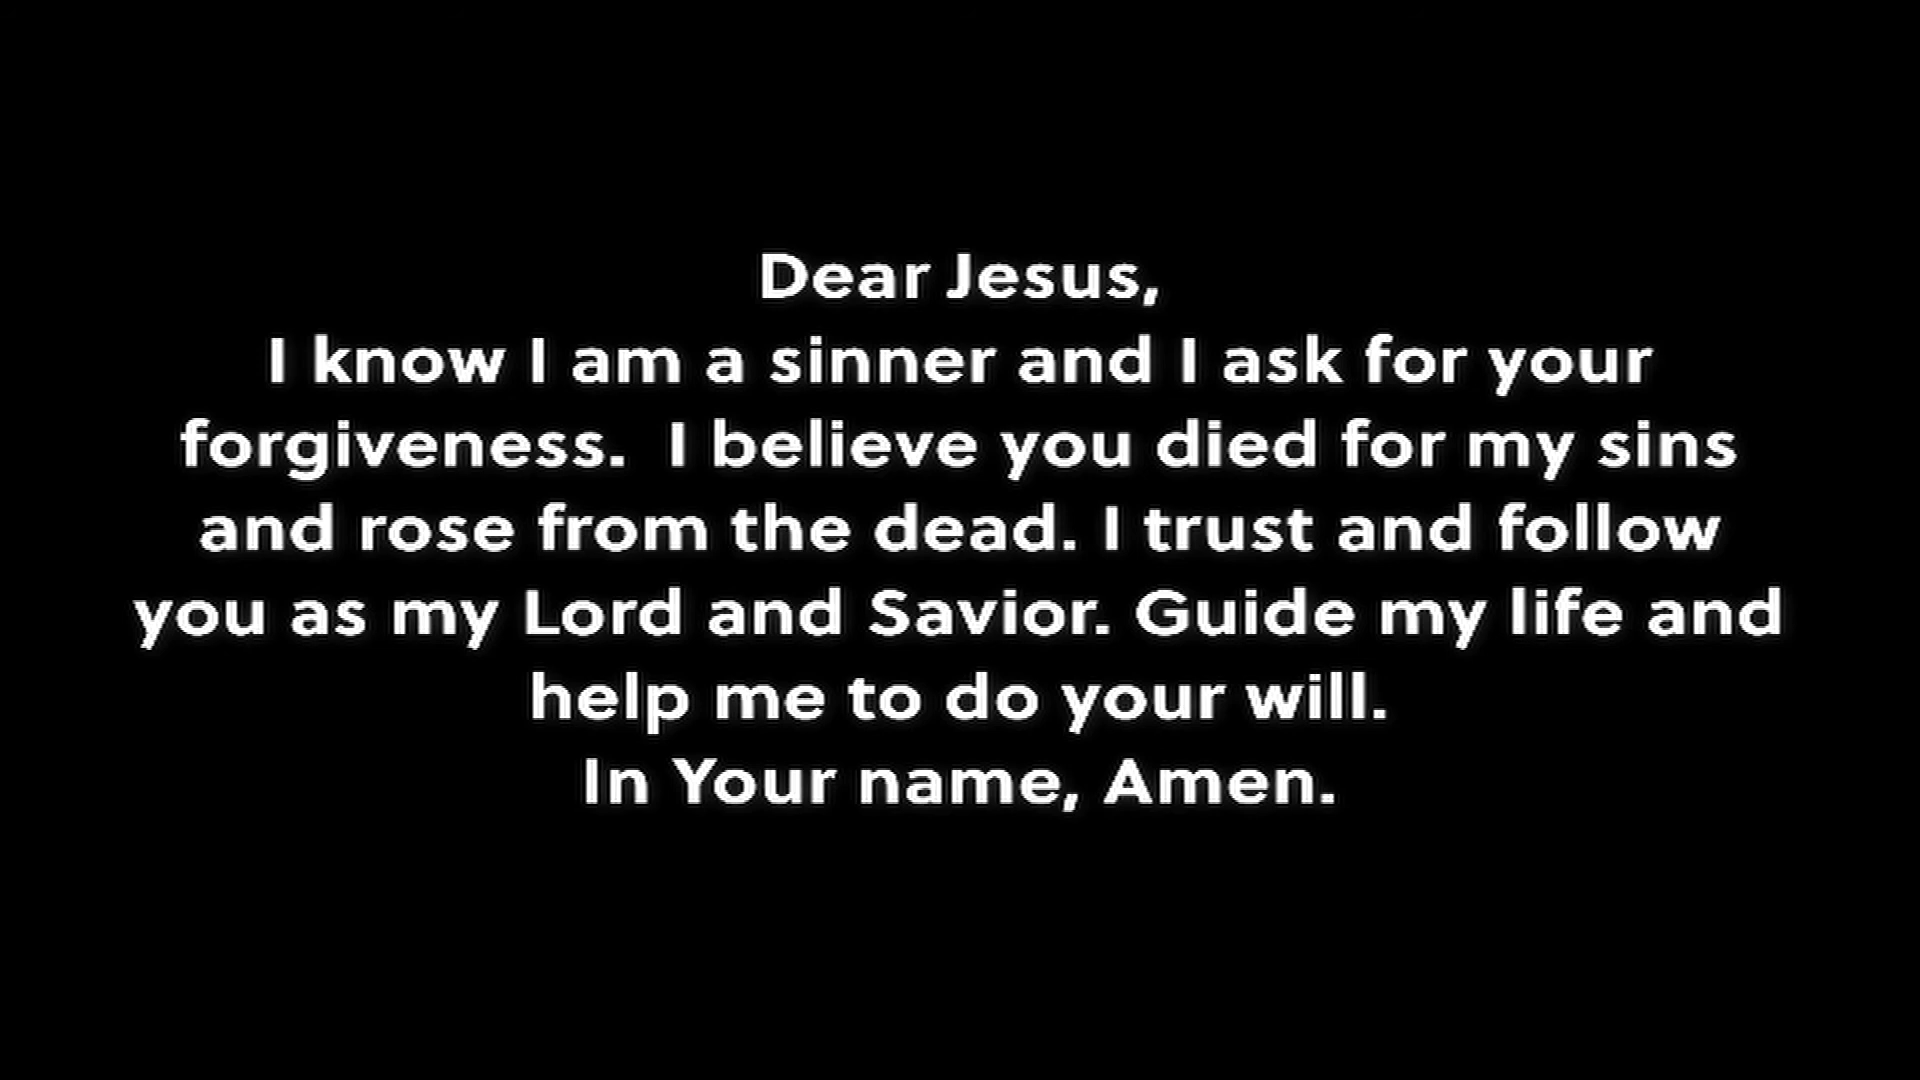 Dear Jesus,
I know I am a sinner and I ask for your
forgiveness.  I believe you died for my sins
and rose from the dead. I trust and follow
you as my Lord and Savior. Guide my life and
help me to do your will.
In Your name, Amen.